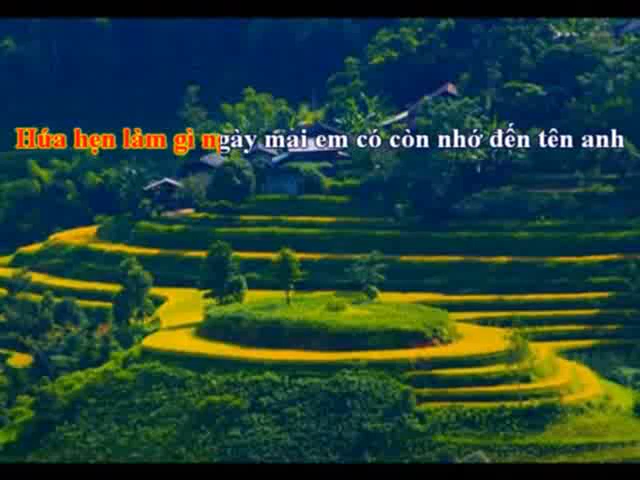 Hứa hẹn làm gì ngày mai em có còn nhớ đến tên anh